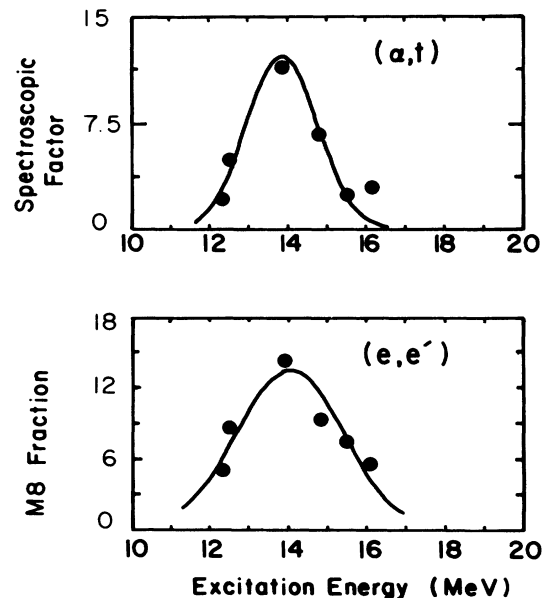 15
(α,t)
7.5
Spectroscopic
Factor
0
10 12 14 16 18 20
18
(e,e´)
12
M8 Fraction
6
0
10 12 14 16 18 20
Excitation Energy (MeV)